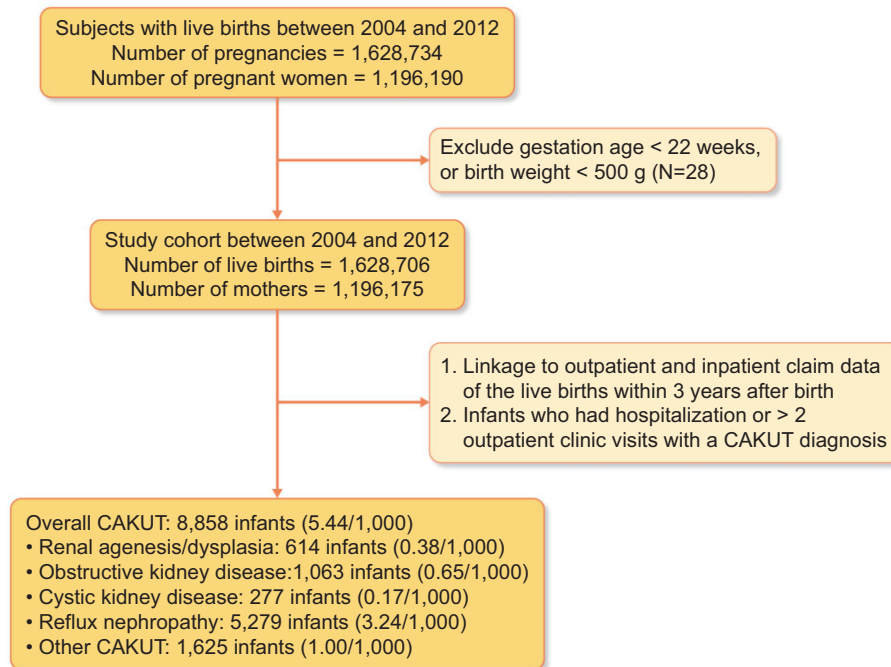 Subjects with live births between 2004 and 2012
Number of pregnancies = 1,628,734
Number of pregnant women = 1,196,190
Exclude gestation age < 22 weeks,
or birth weight < 500 g (N=28)
Study cohort between 2004 and 2012
Number of live births = 1,628,706
Number of mothers = 1,196,175
1. Linkage to outpatient and inpatient claim data
of the live births within 3 years after birth
2. Infants who had hospitalization or > 2
outpatient clinic visits with a CAKUT diagnosis
Overall CAKUT: 8,858 infants (5.44/1,000)
• Renal agenesis/dysplasia: 614 infants (0.38/1,000)
• Obstructive kidney disease:1,063 infants (0.65/1,000)
• Cystic kidney disease: 277 infants (0.17/1,000)
• Reflux nephropathy: 5,279 infants (3.24/1,000)
• Other CAKUT: 1,625 infants (1.00/1,000)